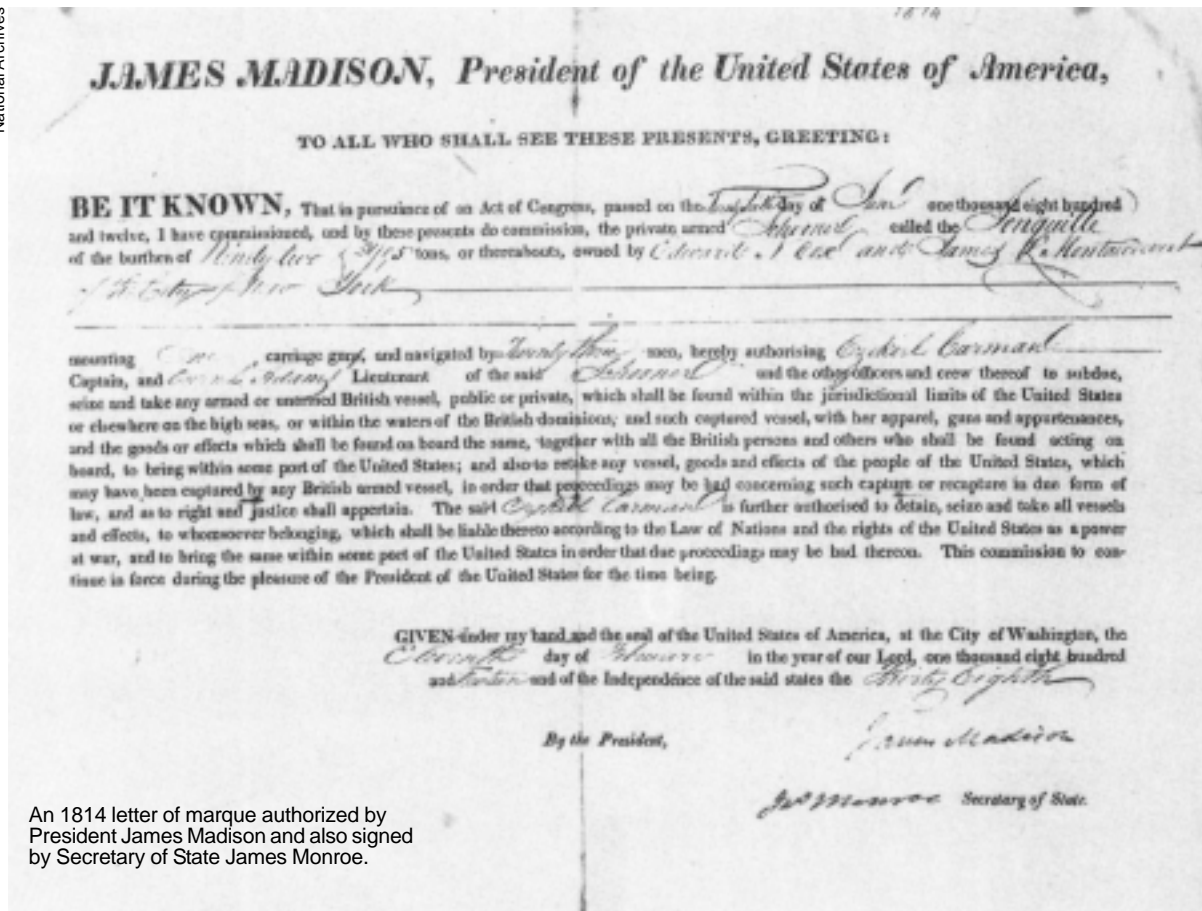 National Archives
1814
JAMES MADISON, President of the United States of America,
TO ALL WHO SHALL SEE THESE PRESENTS, GREETING:
BE IT KNOWN, That in pursuance of an Act of Congress, passed on the day of one thousand eight hundred
and twelve, I have commissioned, and by these presents do commission, the private armed Schooner called the
of the burthen of tons, or thereabouts, owned by Edward and James
of the City of New York
mounting carriage guns, and navigated by Twenty men, hereby authorising Ezekiel Carman
Captain, and Lieutenant of the said Schooner and the other officers and crew thereof to subdue,
seize and take any armed or unarmed British vessel, public or private, which shall be found within the jurisdictional limits of the United States
or elsewhere on the high seas, or within the waters of the British dominions, and such captured vessel, with her apparel, guns and appurtenances,
and the goods or effects which shall be found on board the same, together with all the British persons and others who shall be found acting on
board, to bring within some port of the United States; and also to retake any vessel, goods and effects of the people of the United States, which
may have been captured by any British armed vessel, in order that proceedings may be had concerning such capture or recapture in due form of
law, and as to right and justice shall appertain. The said Ezekiel Carman is further authorised to detain, seize and take all vessels
and effects, to whomsoever belonging, which shall be liable thereto according to the Law of Nations and the rights of the United States as a power
at war, and to bring the same within some port of the United States in order that due proceedings may be had thereon. This commission to con-
tinue in force during the pleasure of the President of the United States for the time being.
GIVEN under my hand and the seal of the United States of America, at the City of Washington, the
Eleventh day of in the year of our Lord, one thousand eight hundred
and and of the Independence of the said states the Thirty Eighth
By the President,
James Madison
Jas Monroe Secretary of State.
An 1814 letter of marque authorized by
President James Madison and also signed
by Secretary of State James Monroe.